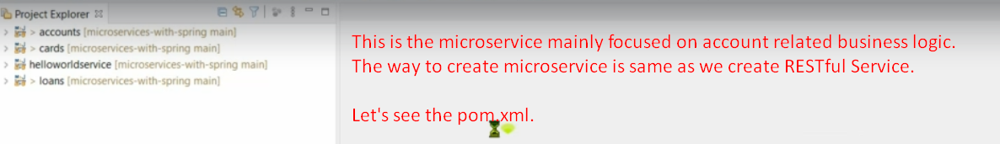 Project Explorer
> accounts [microservices-with-spring main]
> cards [microservices-with-spring main]
helloworldservice [microservices-with-spring main]
> loans [microservices-with-spring main]
This is the microservice mainly focused on account related business logic.
The way to create microservice is same as we create RESTful Service.
Let's see the pom.xml.